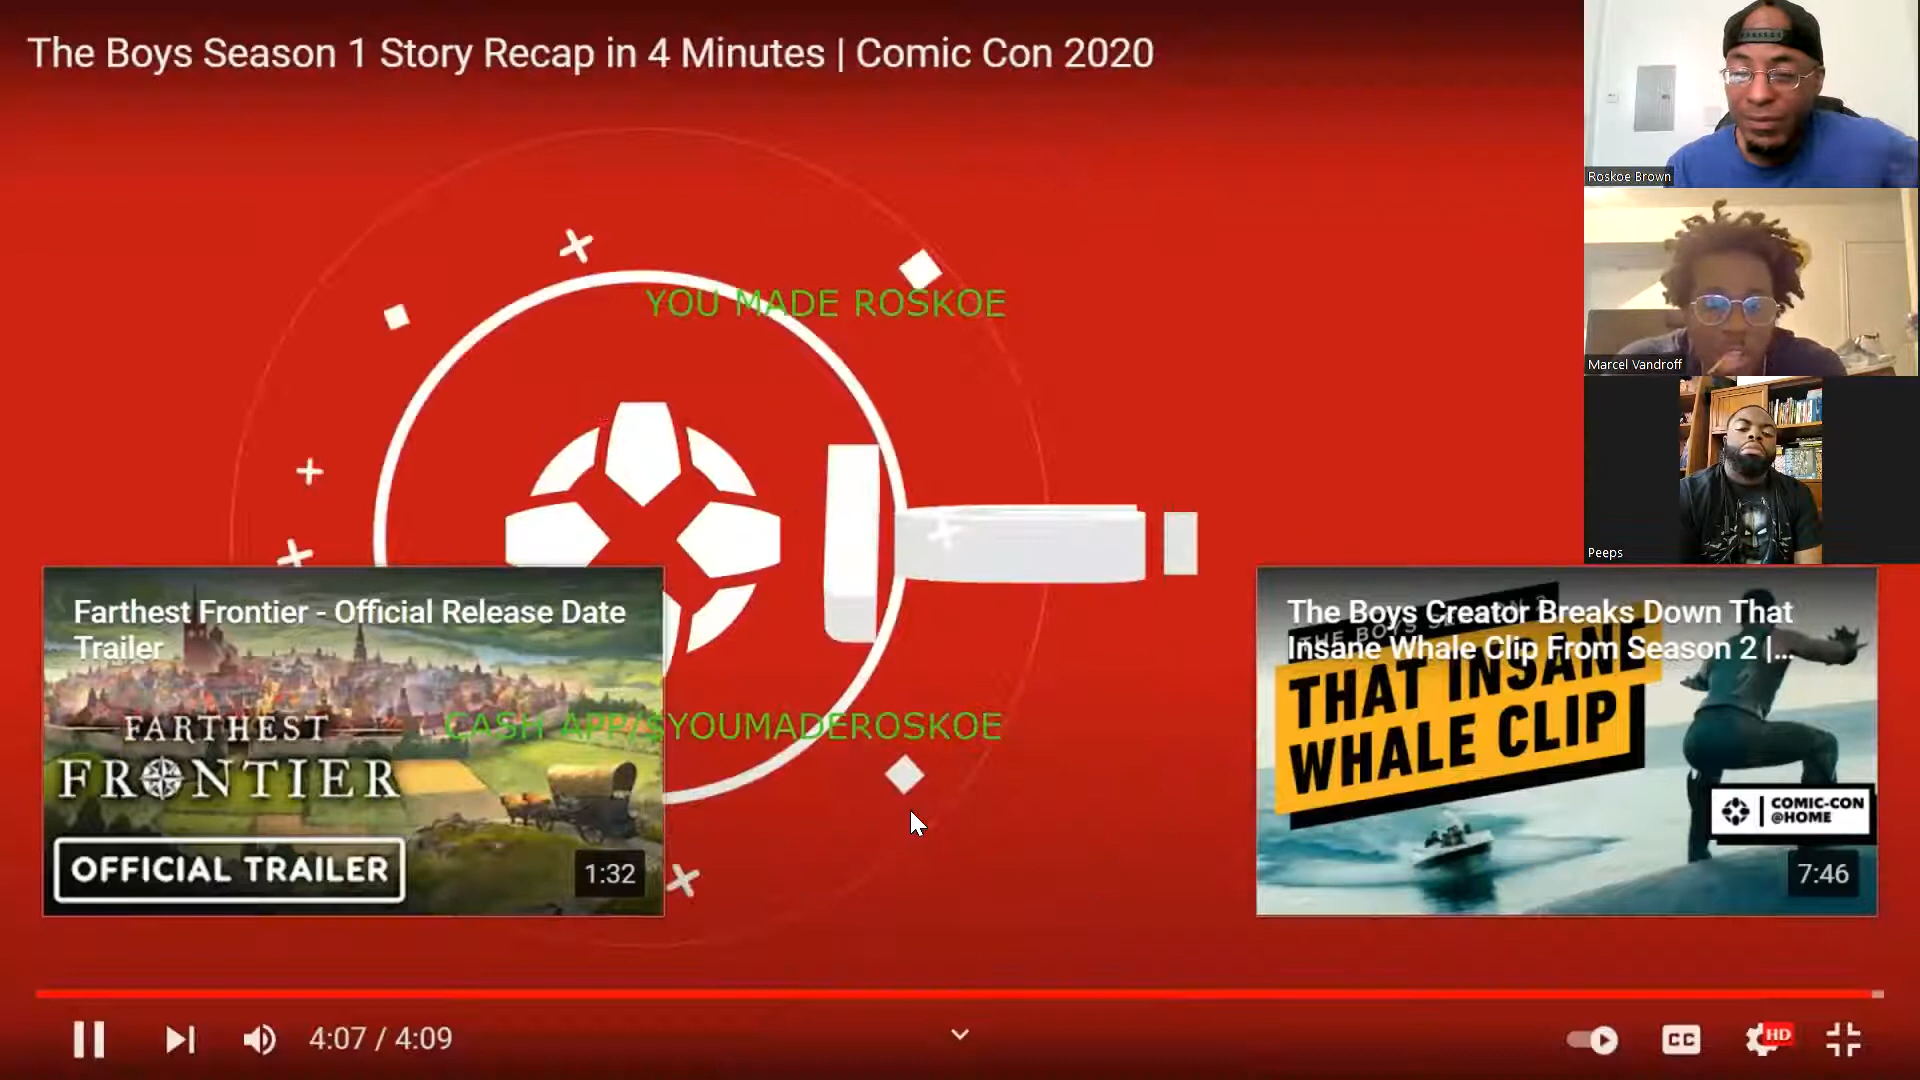 The Boys Season 1 Story Recap in 4 Minutes | Comic Con 2020
Roskoe Brown
YOU MADE ROSKOE
Marcel Vandroff
Peeps
Farthest Frontier - Official Release Date
Trailer
FARTHEST
FRONTIER
OFFICIAL TRAILER
1:32
CASH APP/$YOUMADEROSKOE
The Boys Creator Breaks Down That
Insane Whale Clip From Season 2 |...
THAT INSANE
WHALE CLIP
COMIC-CON
@HOME
7:46
4:07 / 4:09
CC
HD